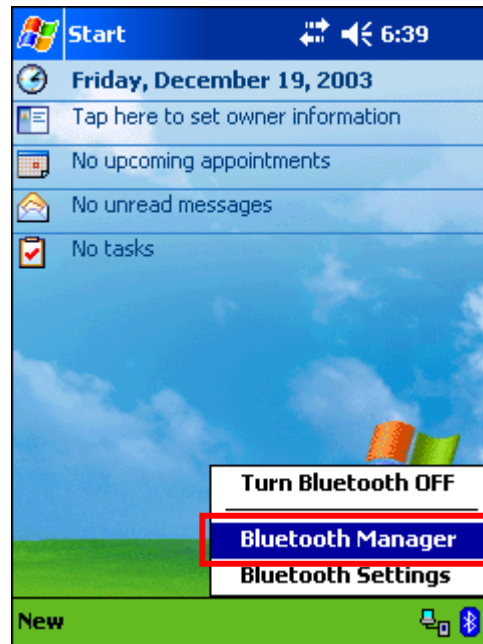 Start 6:39
Friday, December 19, 2003
Tap here to set owner information
No upcoming appointments
No unread messages
No tasks
Turn Bluetooth OFF
Bluetooth Manager
Bluetooth Settings
New